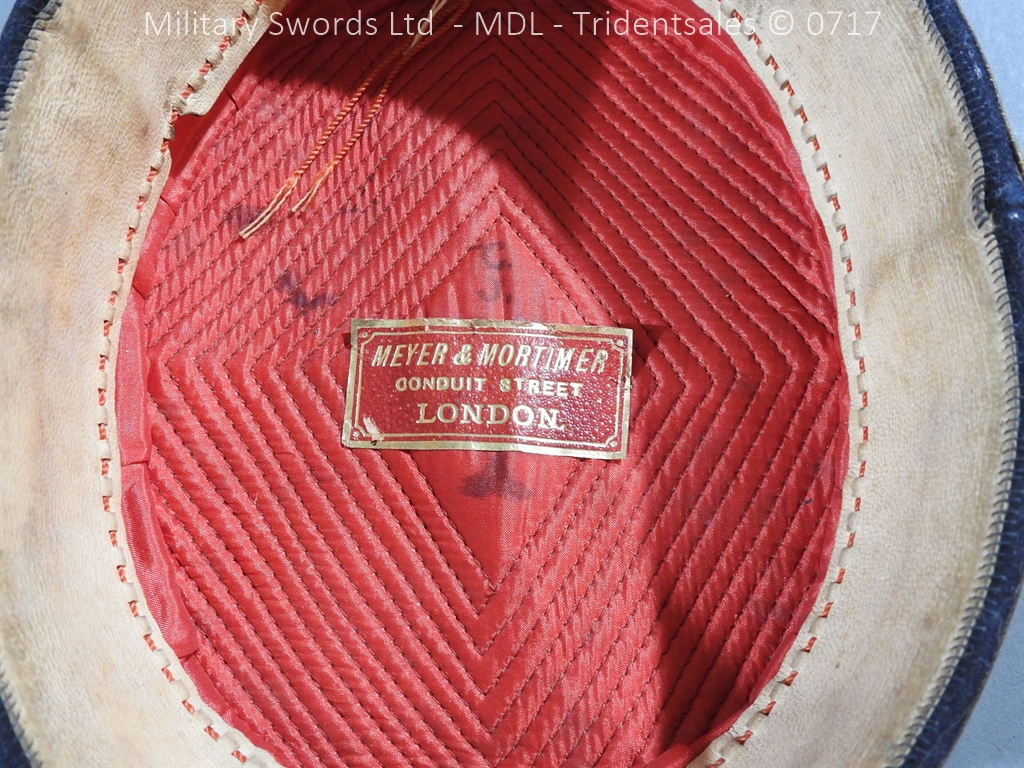 Military Swords Ltd - MDL - Tridentsales © 0717
MEYER & MORTIMER
CONDUIT STREET
LONDON.